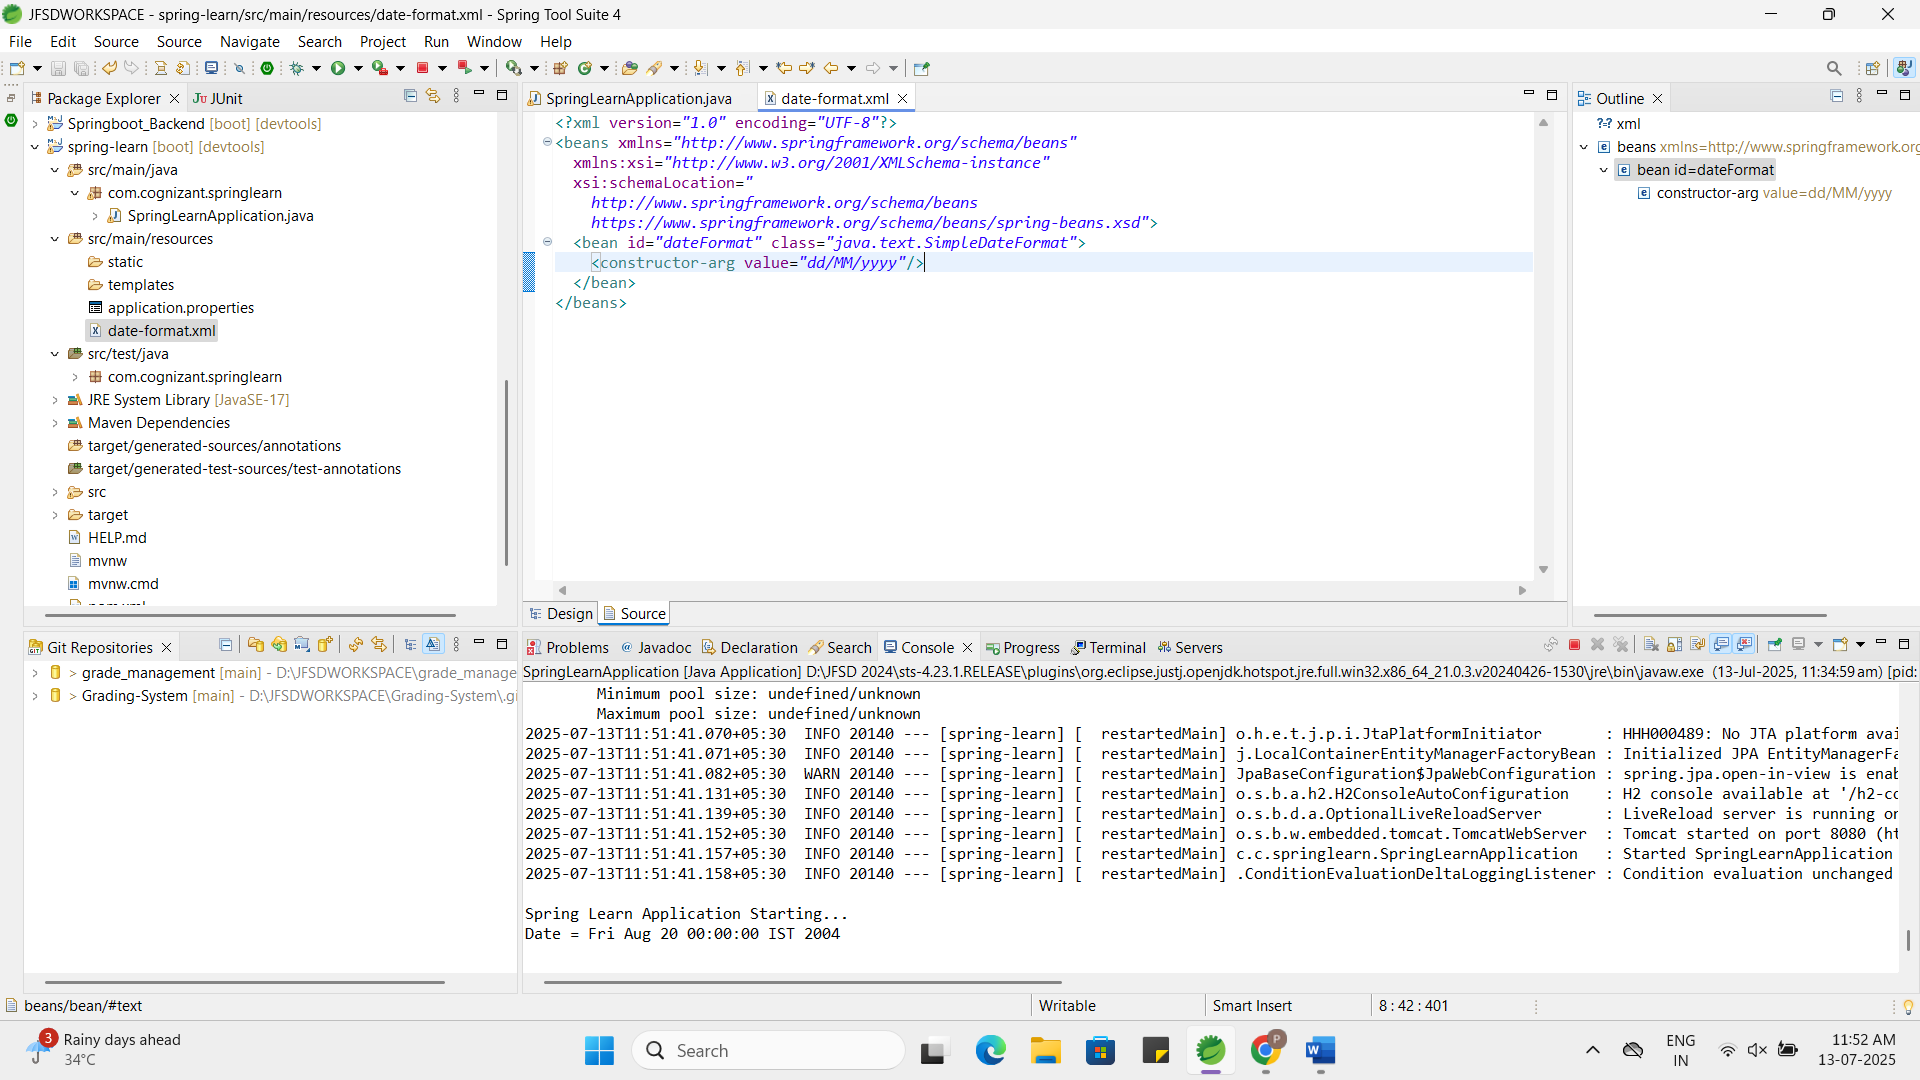 JFSDWORKSPACE - spring-learn/src/main/resources/date-format.xml - Spring Tool Suite 4
File Edit Source Source Navigate Search Project Run Window Help
Package Explorer
JUnit
Springboot_Backend [boot] [devtools]
spring-learn [boot] [devtools]
src/main/java
com.cognizant.springlearn
SpringLearnApplication.java
src/main/resources
static
templates
application.properties
date-format.xml
src/test/java
com.cognizant.springlearn
JRE System Library [JavaSE-17]
Maven Dependencies
target/generated-sources/annotations
target/generated-test-sources/test-annotations
src
target
HELP.md
mvnw
mvnw.cmd
SpringLearnApplication.java
date-format.xml
<?xml version="1.0" encoding="UTF-8"?>
<beans xmlns="http://www.springframework.org/schema/beans"
xmlns:xsi="http://www.w3.org/2001/XMLSchema-instance"
xsi:schemaLocation="
http://www.springframework.org/schema/beans
https://www.springframework.org/schema/beans/spring-beans.xsd">
<bean id="dateFormat" class="java.text.SimpleDateFormat">
<constructor-arg value="dd/MM/yyyy"/>
</bean>
</beans>
Design Source
Outline
xml
beans xmlns=http://www.springframework.org
bean id=dateFormat
constructor-arg value=dd/MM/yyyy
Git Repositories
> grade_management [main] - D:\JFSDWORKSPACE\grade_manage
> Grading-System [main] - D:\JFSDWORKSPACE\Grading-System\.gi
Problems Javadoc Declaration Search Console Progress Terminal Servers
SpringLearnApplication [Java Application] D:\JFSD 2024\sts-4.23.1.RELEASE\plugins\org.eclipse.justj.openjdk.hotspot.jre.full.win32.x86_64_21.0.3.v20240426-1530\jre\bin\javaw.exe (13-Jul-2025, 11:34:59 am) [pid:
Minimum pool size: undefined/unknown
Maximum pool size: undefined/unknown
2025-07-13T11:51:41.070+05:30 INFO 20140 --- [spring-learn] [ restartedMain] o.h.e.t.j.p.i.JtaPlatformInitiator : HHH000489: No JTA platform avai
2025-07-13T11:51:41.071+05:30 INFO 20140 --- [spring-learn] [ restartedMain] j.LocalContainerEntityManagerFactoryBean : Initialized JPA EntityManagerFa
2025-07-13T11:51:41.082+05:30 WARN 20140 --- [spring-learn] [ restartedMain] JpaBaseConfiguration$JpaWebConfiguration : spring.jpa.open-in-view is enab
2025-07-13T11:51:41.131+05:30 INFO 20140 --- [spring-learn] [ restartedMain] o.s.b.a.h2.H2ConsoleAutoConfiguration : H2 console available at '/h2-co
2025-07-13T11:51:41.139+05:30 INFO 20140 --- [spring-learn] [ restartedMain] o.s.b.d.a.OptionalLiveReloadServer : LiveReload server is running on
2025-07-13T11:51:41.152+05:30 INFO 20140 --- [spring-learn] [ restartedMain] o.s.b.w.embedded.tomcat.TomcatWebServer : Tomcat started on port 8080 (ht
2025-07-13T11:51:41.157+05:30 INFO 20140 --- [spring-learn] [ restartedMain] c.c.springlearn.SpringLearnApplication : Started SpringLearnApplication
2025-07-13T11:51:41.158+05:30 INFO 20140 --- [spring-learn] [ restartedMain] .ConditionEvaluationDeltaLoggingListener : Condition evaluation unchanged
Spring Learn Application Starting...
Date = Fri Aug 20 00:00:00 IST 2004
beans/bean/#text
Writable
Smart Insert
8 : 42 : 401
3
Rainy days ahead
34°C
Search
ENG
IN
11:52 AM
13-07-2025